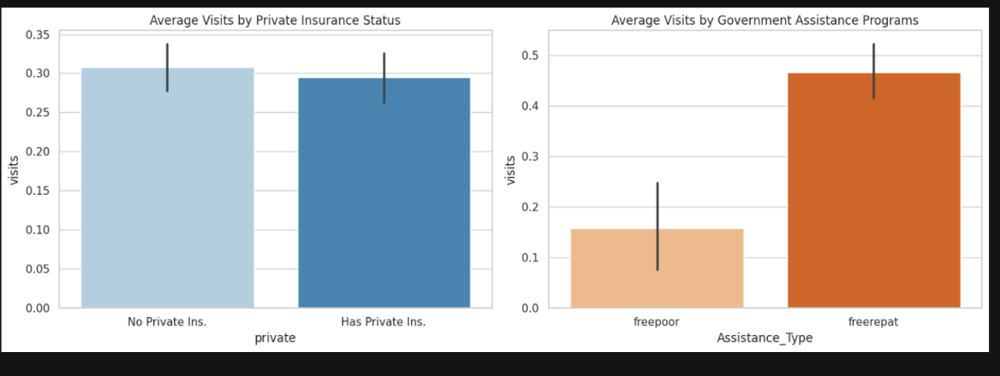 Average Visits by Private Insurance Status
0.35
0.30
0.25
0.20
0.15
0.10
0.05
0.00
visits
No Private Ins.
Has Private Ins.
private
Average Visits by Government Assistance Programs
0.5
0.4
0.3
0.2
0.1
0.0
visits
freepoor
freerepat
Assistance_Type